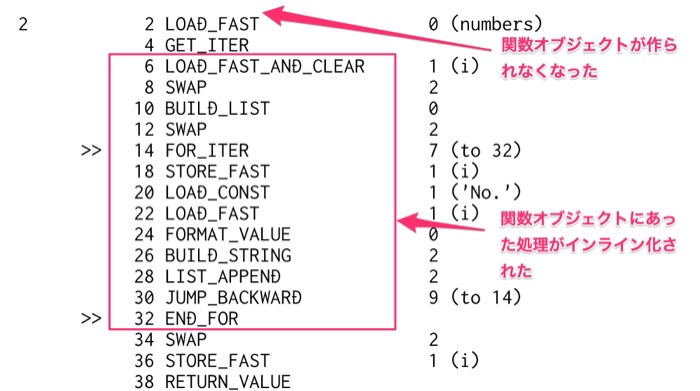 2 2 LOAD_FAST 0 (numbers)
4 GET_ITER
関数オブジェクトが作ら
れなくなった
6 LOAD_FAST_AND_CLEAR 1 (i)
8 SWAP 2
10 BUILD_LIST 0
12 SWAP 2
>> 14 FOR_ITER 7 (to 32)
18 STORE_FAST 1 (i)
20 LOAD_CONST 1 ('No.')
22 LOAD_FAST 1 (i)
24 FORMAT_VALUE 0
26 BUILD_STRING 2
28 LIST_APPEND 2
30 JUMP_BACKWARD 9 (to 14)
>> 32 END_FOR
関数オブジェクトにあっ
た処理がインライン化さ
れた
34 SWAP 2
36 STORE_FAST 1 (i)
38 RETURN_VALUE